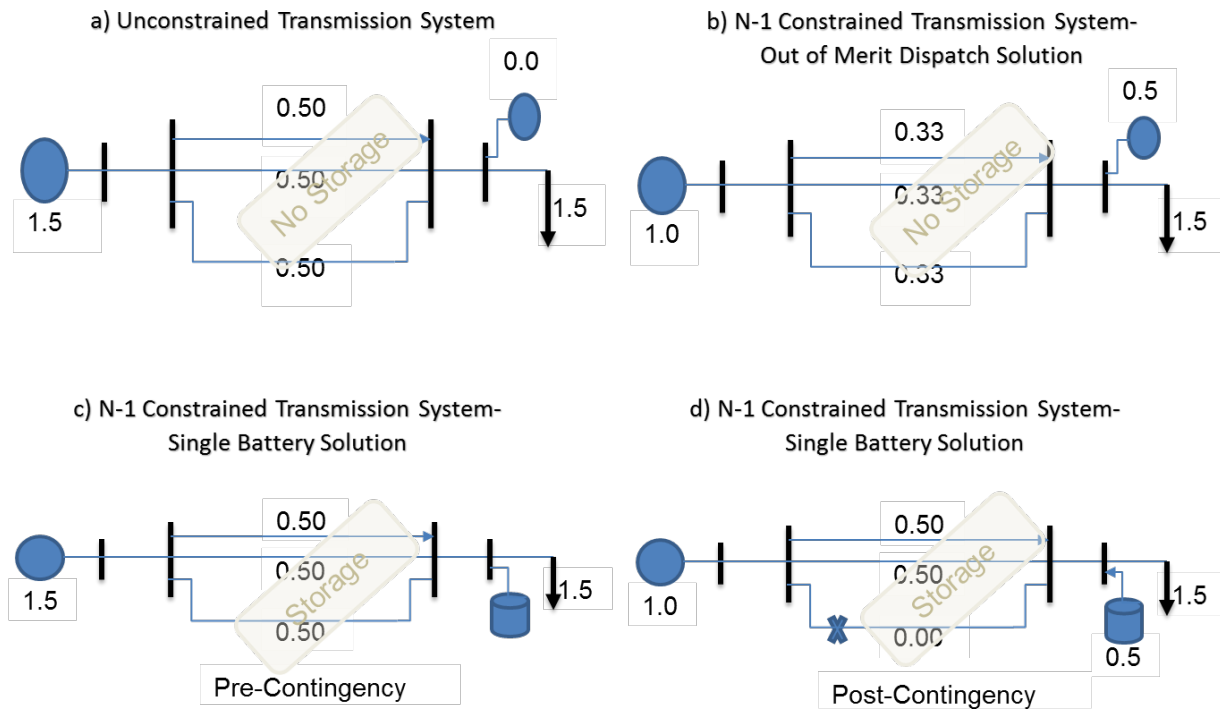 a) Unconstrained Transmission System
0.0
0.50
0.50
0.50
No Storage
1.5
1.5
b) N-1 Constrained Transmission System-
Out of Merit Dispatch Solution
0.5
0.33
0.33
0.33
No Storage
1.0
1.5
c) N-1 Constrained Transmission System-
Single Battery Solution
0.50
0.50
0.50
Storage
1.5
1.5
Pre-Contingency
d) N-1 Constrained Transmission System-
Single Battery Solution
0.50
0.50
0.00
Storage
1.0
1.5
0.5
Post-Contingency